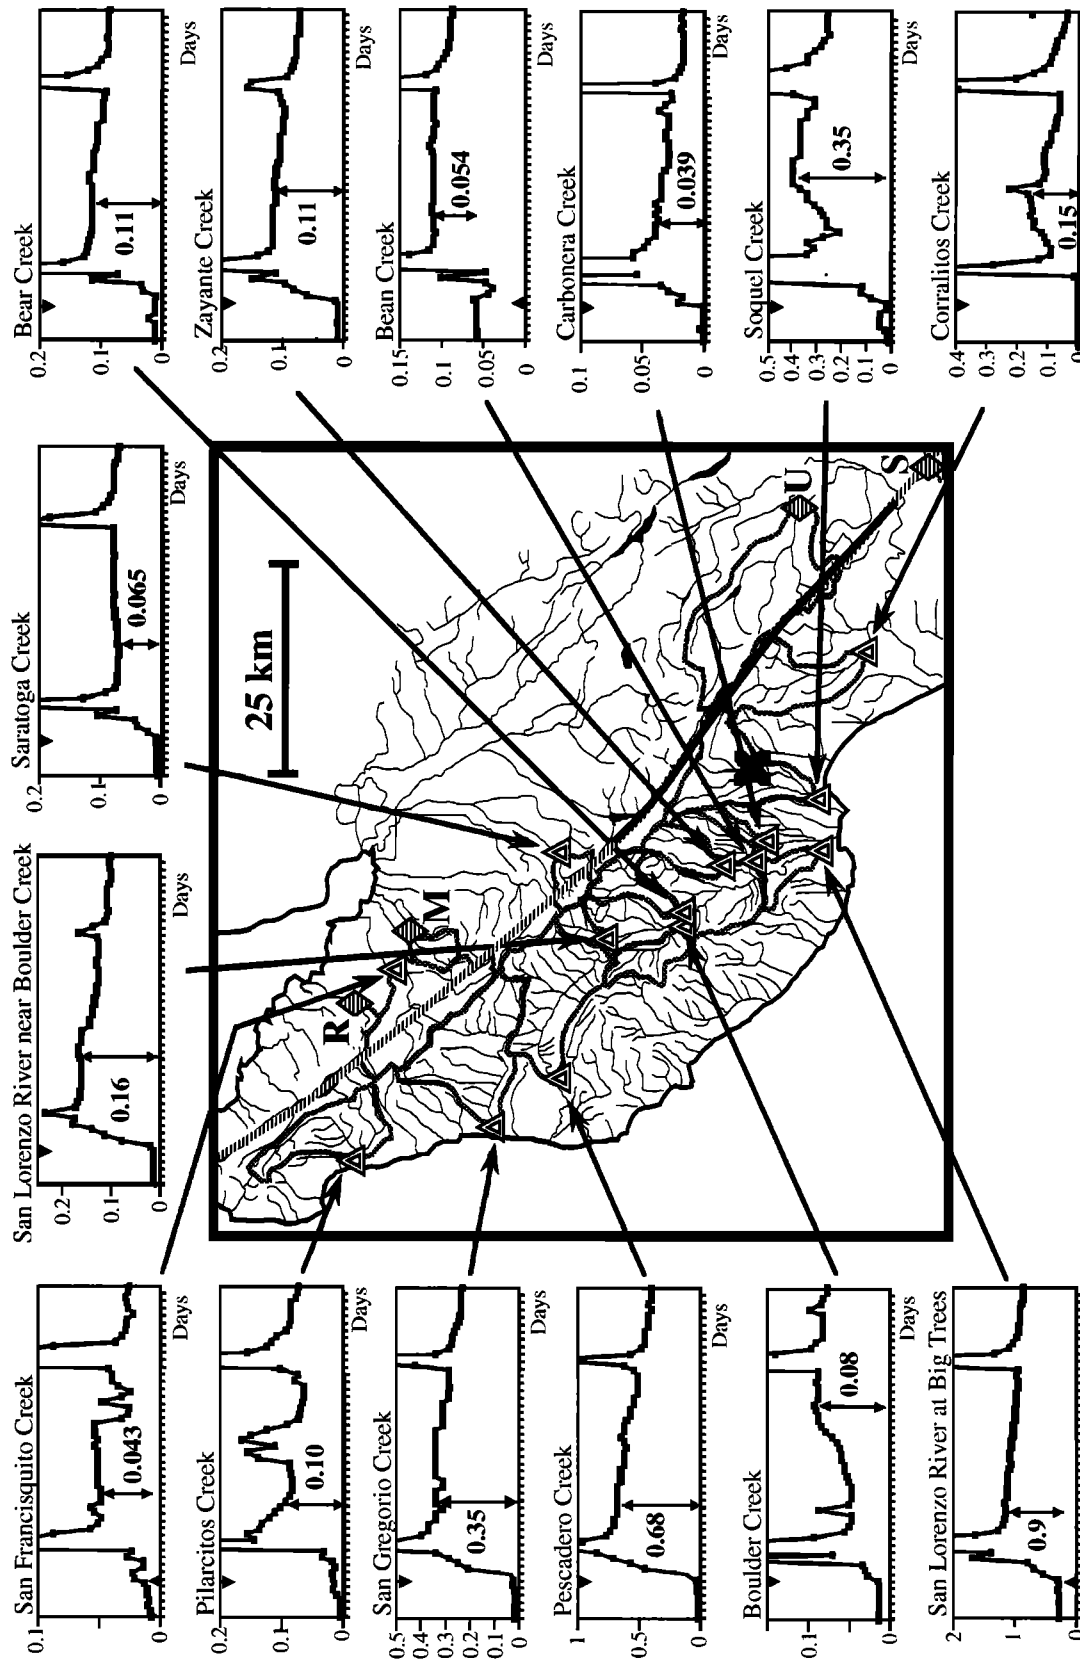 San Francisquito Creek
0.1
0.043
0
Days
Pilarcitos Creek
0.2
0.1
0.10
0
Days
San Gregorio Creek
0.5
0.4
0.3
0.2
0.1
0
0.35
Days
Pescadero Creek
1
0.5
0
0.68
Days
Boulder Creek
0.1
0
0.08
Days
San Lorenzo River at Big Trees
2
1
0
0.9
San Lorenzo River near Boulder Creek
0.2
0.1
0
0.16
Days
Saratoga Creek
0.2
0.1
0
0.065
Days
25 km
R
M
U
S
Bear Creek
0.2
0.1
0
0.11
Days
Zayante Creek
0.2
0.1
0
0.11
Days
Bean Creek
0.15
0.1
0.05
0
0.054
Days
Carbonera Creek
0.1
0.05
0
0.039
Days
Soquel Creek
0.5
0.4
0.3
0.2
0.1
0
0.35
Days
Corralitos Creek
0.4
0.3
0.2
0.1
0
0.15